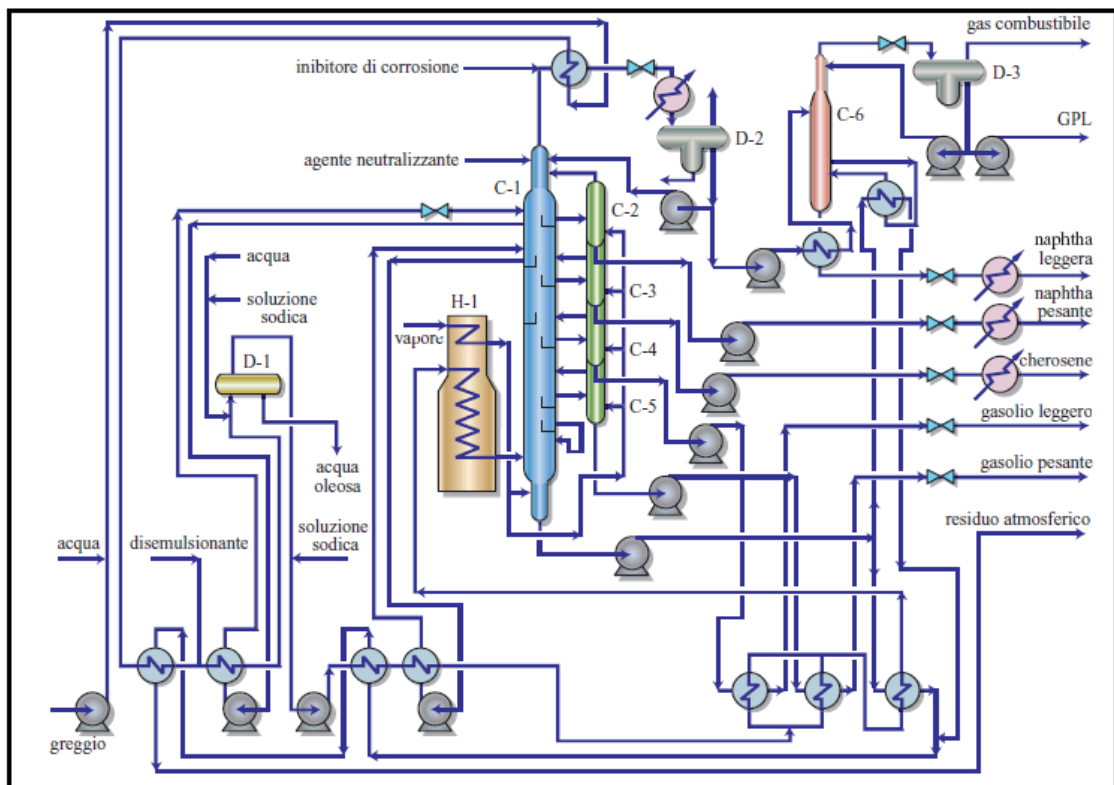 gas combustibile
inibitore di corrosione
D-3
C-6
GPL
D-2
agente neutralizzante
C-1
C-2
naphtha
leggera
acqua
soluzione
sodica
H-1
C-3
naphtha
pesante
vapore
C-4
D-1
cherosene
C-5
gasolio leggero
acqua
oleosa
gasolio pesante
soluzione
sodica
residuo atmosferico
acqua
disemulsionante
greggio